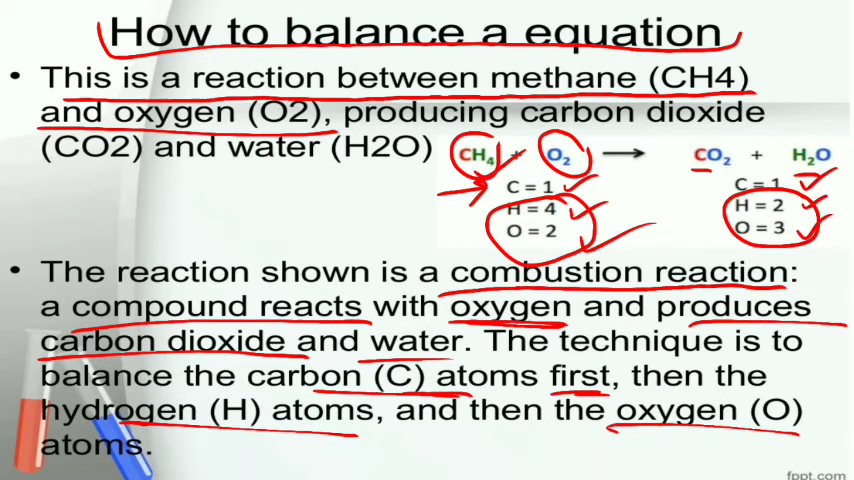 How to balance a equation
• This is a reaction between methane (CH4)
and oxygen (O2), producing carbon dioxide
(CO2) and water (H2O)
CH₄ + O₂ → CO₂ + H₂O
C = 1 C = 1
H = 4 H = 2
O = 2 O = 3
• The reaction shown is a combustion reaction:
a compound reacts with oxygen and produces
carbon dioxide and water. The technique is to
balance the carbon (C) atoms first, then the
hydrogen (H) atoms, and then the oxygen (O)
atoms.
fppt.com